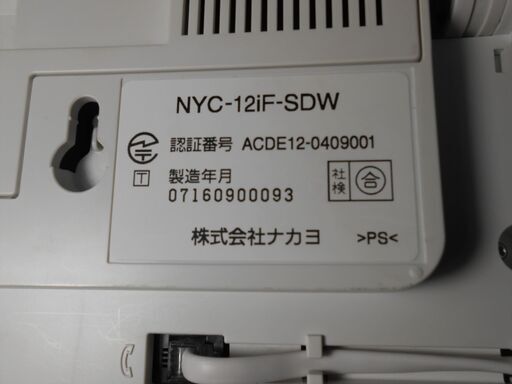 NYC-12iF-SDW
認証番号 ACDE12-0409001
T 製造年月 社検 合
07160900093
株式会社ナカヨ >PS<